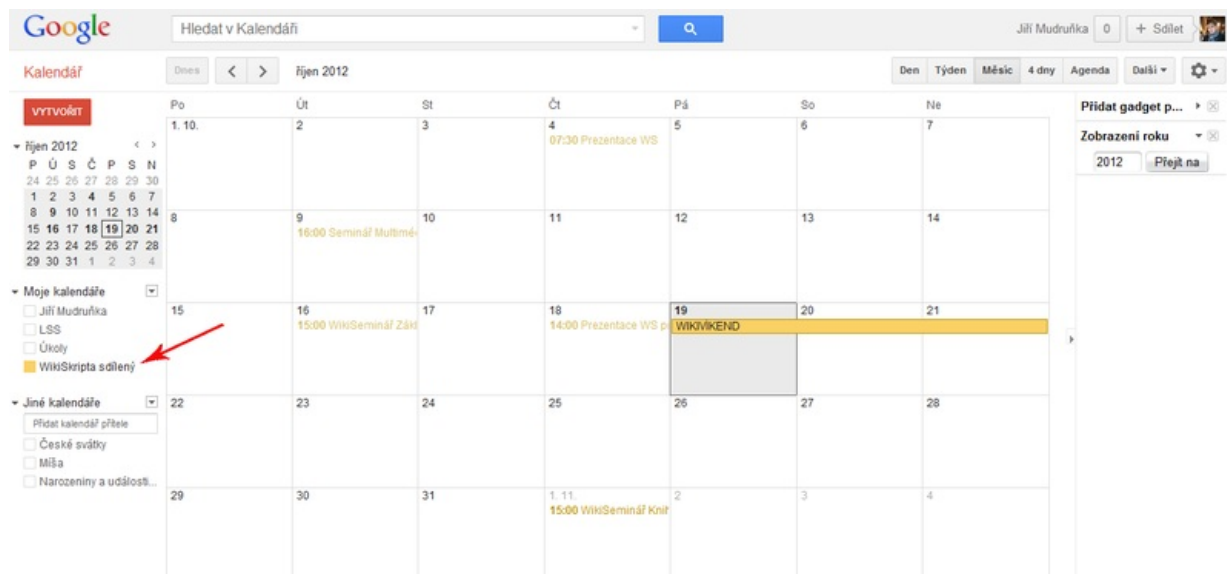 Google Hledat v Kalendáři Jiří Mudruňka 0 + Sdílet
Kalendář Dnes říjen 2012 Den Týden Měsíc 4 dny Agenda Další
VYTVOŘIT
říjen 2012
P Ú S Č P S N
24 25 26 27 28 29 30
1 2 3 4 5 6 7
8 9 10 11 12 13 14
15 16 17 18 19 20 21
22 23 24 25 26 27 28
29 30 31 1 2 3 4
Moje kalendáře
Jiří Mudruňka
LSS
Úkoly
WikiSkripta sdílený
Jiné kalendáře
Přidat kalendář přítele
České svátky
Míša
Narozeniny a události...
Po Út St Čt Pá So Ne
1. 10. 2 3 4 5 6 7
07:30 Prezentace WS
8 9 10 11 12 13 14
16:00 Seminář Multimé
15 16 17 18 19 20 21
15:00 WikiSeminář Zákl 14:00 Prezentace WS p WIKIVÍKEND
22 23 24 25 26 27 28
29 30 31 1. 11. 2 3 4
15:00 WikiSeminář Knih
Přidat gadget p...
Zobrazení roku
2012 Přejít na